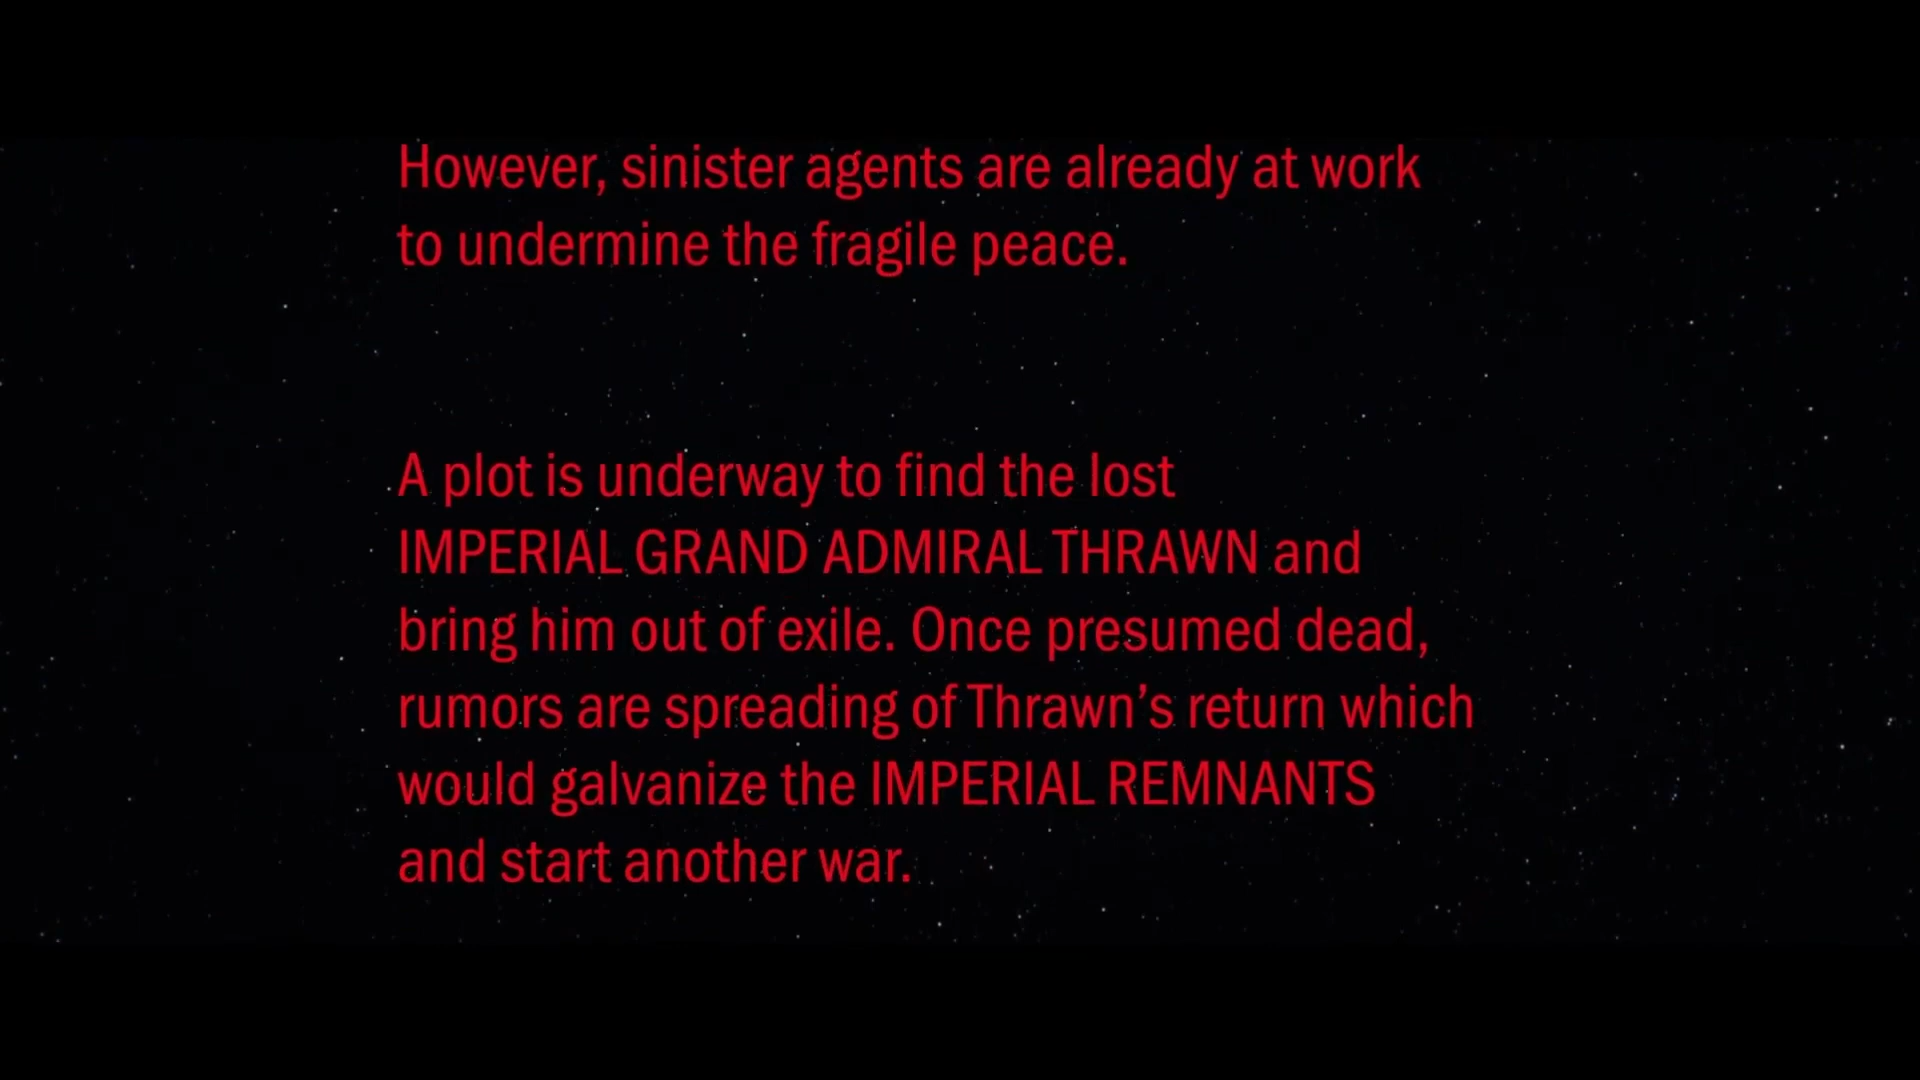 However, sinister agents are already at work
to undermine the fragile peace.
A plot is underway to find the lost
IMPERIAL GRAND ADMIRAL THRAWN and
bring him out of exile. Once presumed dead,
rumors are spreading of Thrawn’s return which
would galvanize the IMPERIAL REMNANTS
and start another war.